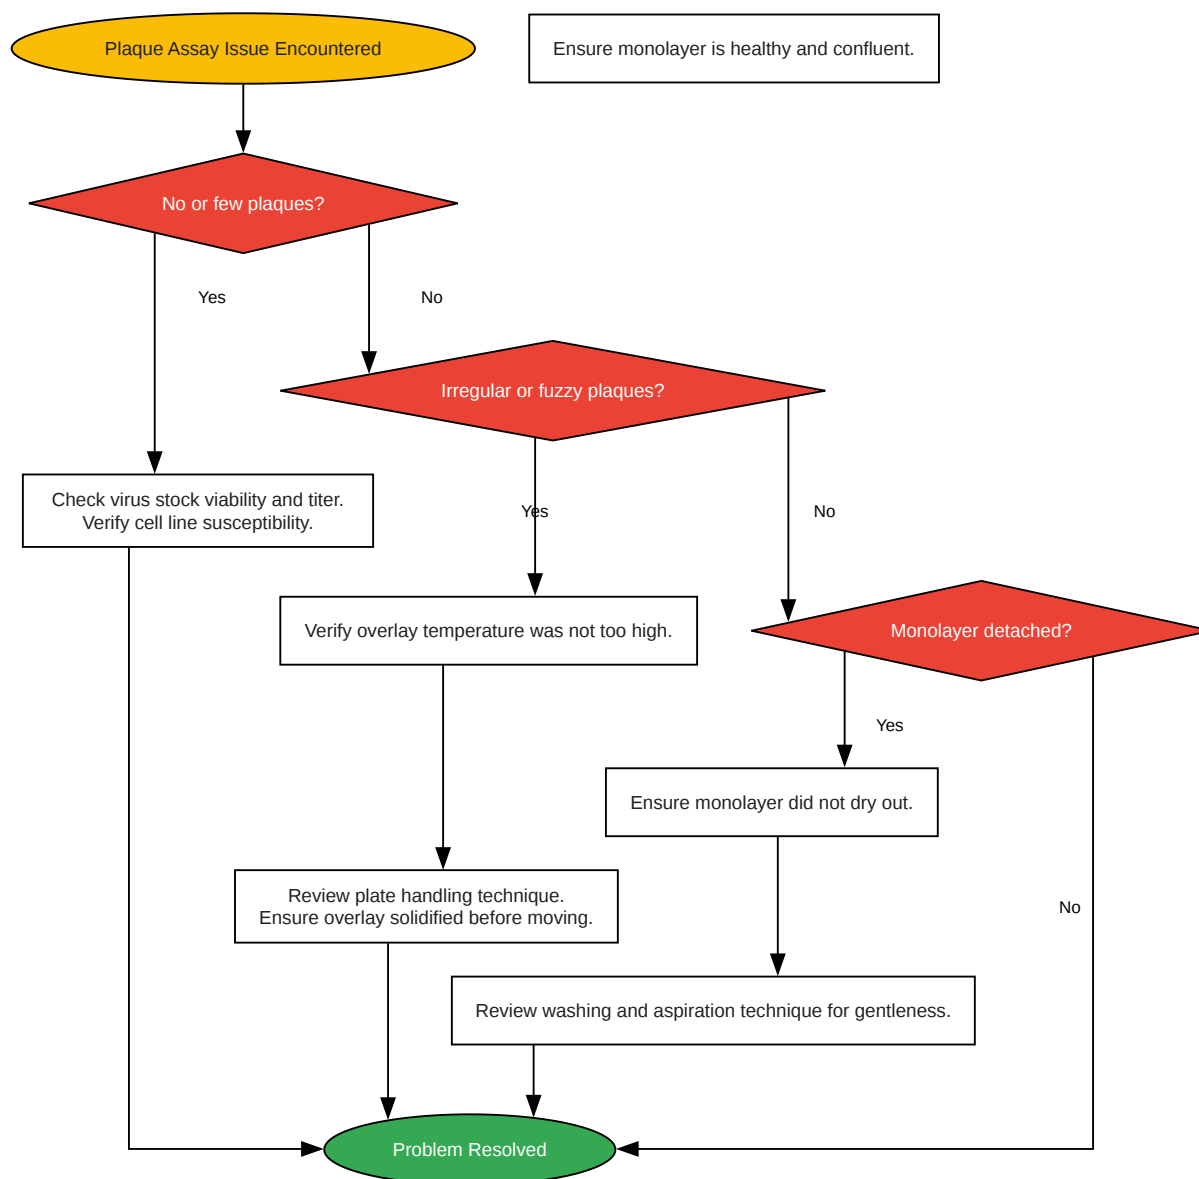 Plaque Assay Issue Encountered
Ensure monolayer is healthy and confluent.
No or few plaques?
Yes
No
Irregular or fuzzy plaques?
Check virus stock viability and titer.
Verify cell line susceptibility.
Yes
No
Verify overlay temperature was not too high.
Monolayer detached?
Yes
Ensure monolayer did not dry out.
Review plate handling technique.
Ensure overlay solidified before moving.
No
Review washing and aspiration technique for gentleness.
Problem Resolved